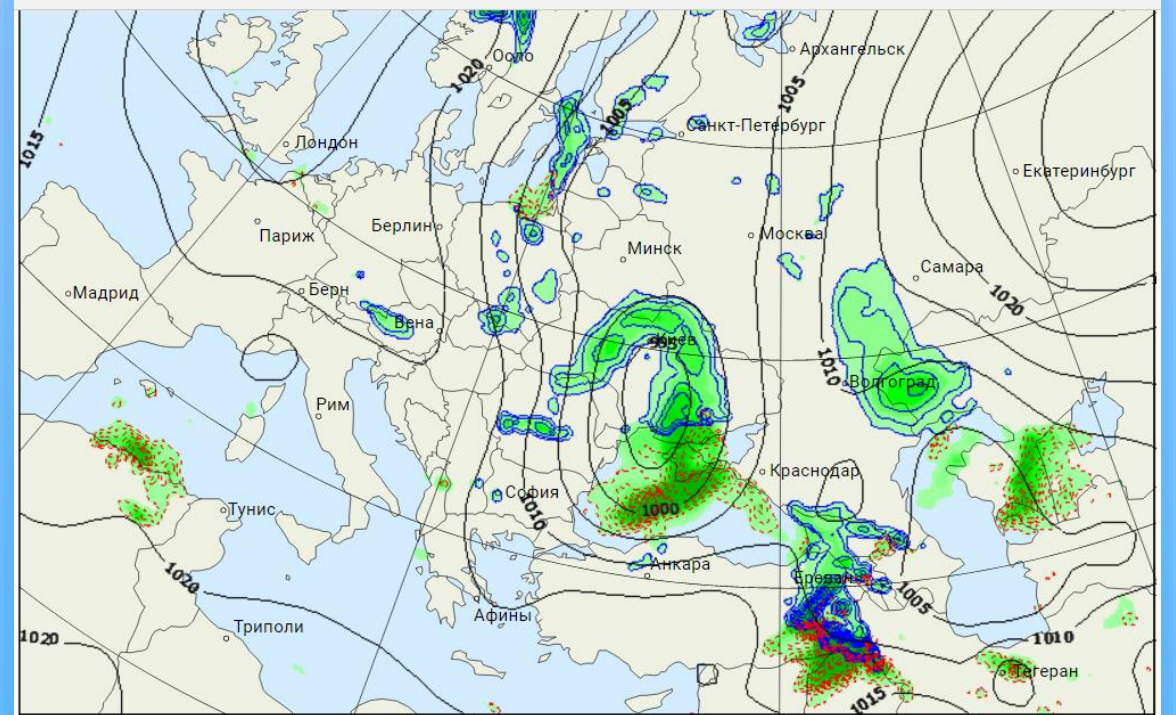 Осло
Архангельск
1020
1005
1005
1015
Лондон
Санкт-Петербург
Екатеринбург
Париж
Берлин
Минск
Москва
Самара
Мадрид
Берн
1020
Вена
Киев
1010
Волгоград
Рим
Краснодар
София
Тунис
1010
1000
Анкара
Ереван
1020
1005
Афины
Триполи
1020
1010
Тегеран
1015